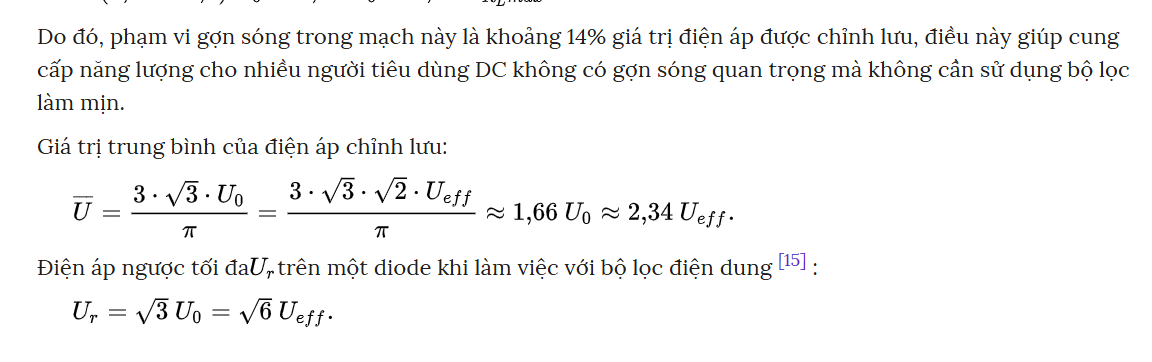 Do đó, phạm vi gợn sóng trong mạch này là khoảng 14% giá trị điện áp được chỉnh lưu, điều này giúp cung
cấp năng lượng cho nhiều người tiêu dùng DC không có gợn sóng quan trọng mà không cần sử dụng bộ lọc
làm mịn.
Giá trị trung bình của điện áp chỉnh lưu:
U̅ = (3·√3·U₀)/π = (3·√3·√2·U_eff)/π ≈ 1,66 U₀ ≈ 2,34 U_eff.
Điện áp ngược tối đaUᵣtrên một diode khi làm việc với bộ lọc điện dung [15] :
Uᵣ = √3 U₀ = √6 U_eff.